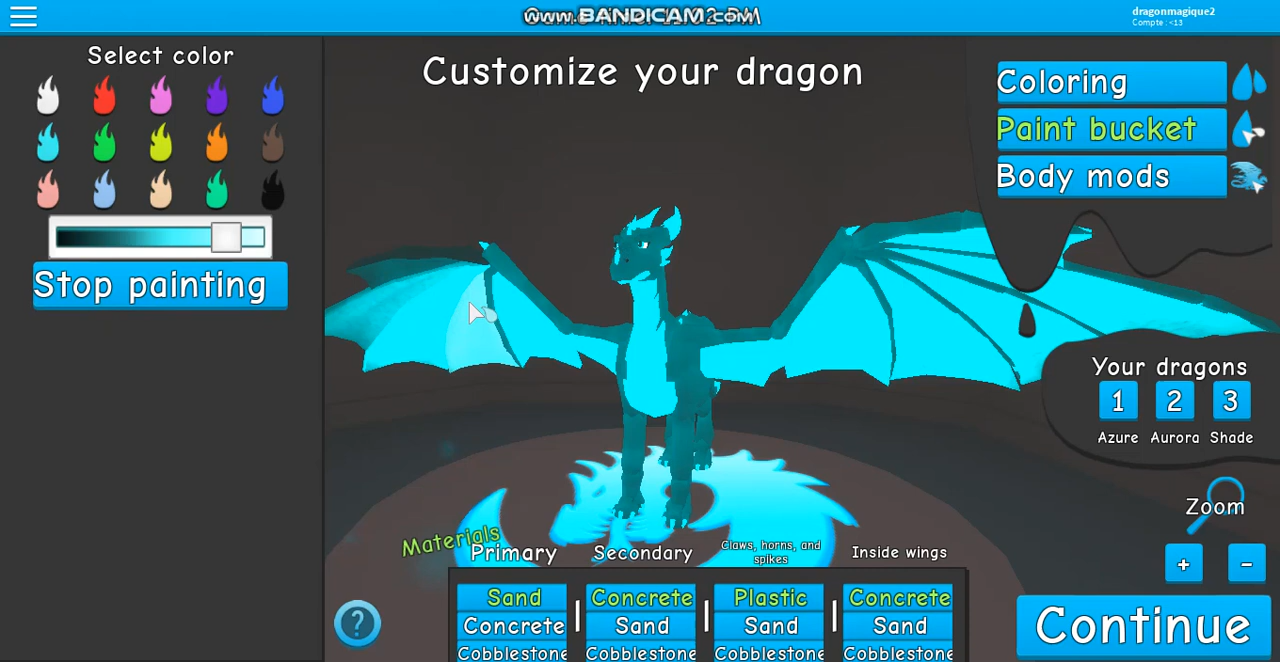 www.BANDICAM.com
dragonmagique2
Compte : <13
Select color
Customize your dragon
Coloring
Paint bucket
Body mods
Stop painting
Your dragons
1 2 3
Azure Aurora Shade
Zoom
+ -
Materials
Primary Secondary Claws, horns, and spikes Inside wings
Sand Concrete Plastic Concrete
Concrete Sand Sand Sand
Cobblestone Cobblestone Cobblestone Cobblestone
?
Continue